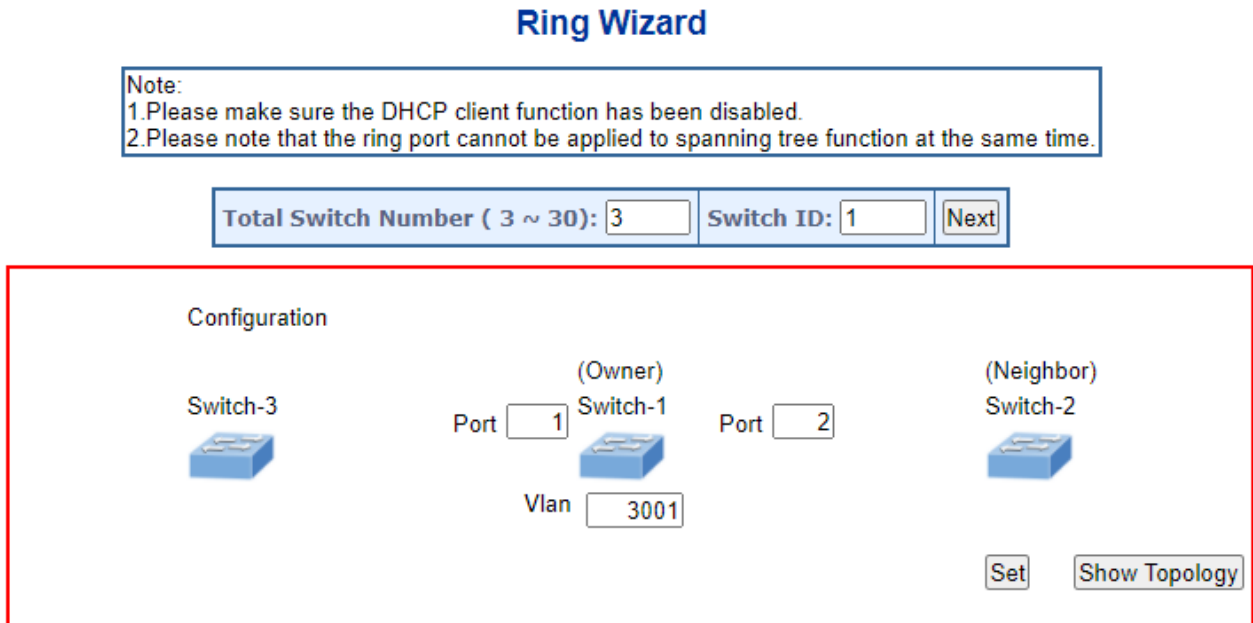 Ring Wizard
Note:
1.Please make sure the DHCP client function has been disabled.
2.Please note that the ring port cannot be applied to spanning tree function at the same time.
Total Switch Number ( 3 ~ 30): 3 Switch ID: 1 Next
Configuration
(Owner) (Neighbor)
Switch-3 Port 1 Switch-1 Port 2 Switch-2
Vlan 3001
Set Show Topology